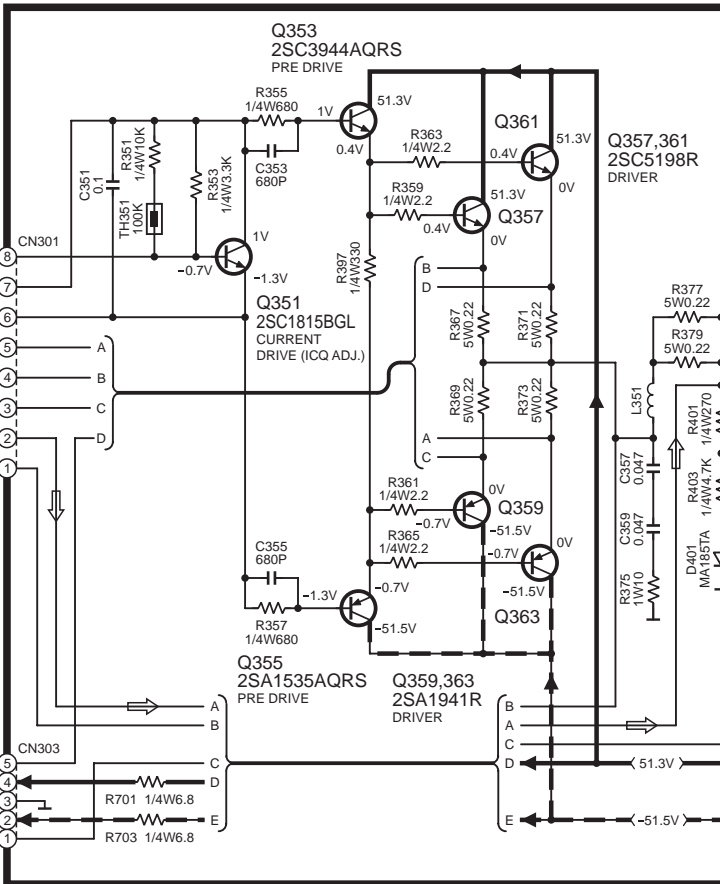 Q353
2SC3944AQRS
PRE DRIVE
R355
1/4W680
1V
51.3V
0.4V
C353
680P
R363
1/4W2.2
0.4V
Q361
51.3V
0V
Q357,361
2SC5198R
DRIVER
C351
0.1
R351
1/4W10K
TH351
100K
R353
1/4W3.3K
R359
1/4W2.2
0.4V
51.3V
Q357
0V
CN301
8
7
6
5
4
3
2
1
A
B
C
D
−0.7V
1V
−1.3V
Q351
2SC1815BGL
CURRENT
DRIVE (ICQ ADJ.)
R397
1/4W330
B
D
A
C
R367
5W0.22
R371
5W0.22
R369
5W0.22
R373
5W0.22
R377
5W0.22
R379
5W0.22
L351
C357
0.047
C359
0.047
R375
1W10
R401
1/4W270
R403
1/4W4.7K
D401
MA185TA
R361
1/4W2.2
−0.7V
0V
Q359
−51.5V
R365
1/4W2.2
−0.7V
0V
−51.5V
Q363
C355
680P
−1.3V
−0.7V
R357
1/4W680
−51.5V
Q355
2SA1535AQRS
PRE DRIVE
Q359,363
2SA1941R
DRIVER
CN303
5
4
3
2
1
A
B
C
D
E
R701 1/4W6.8
R703 1/4W6.8
B
A
C
D
E
51.3V
−51.5V